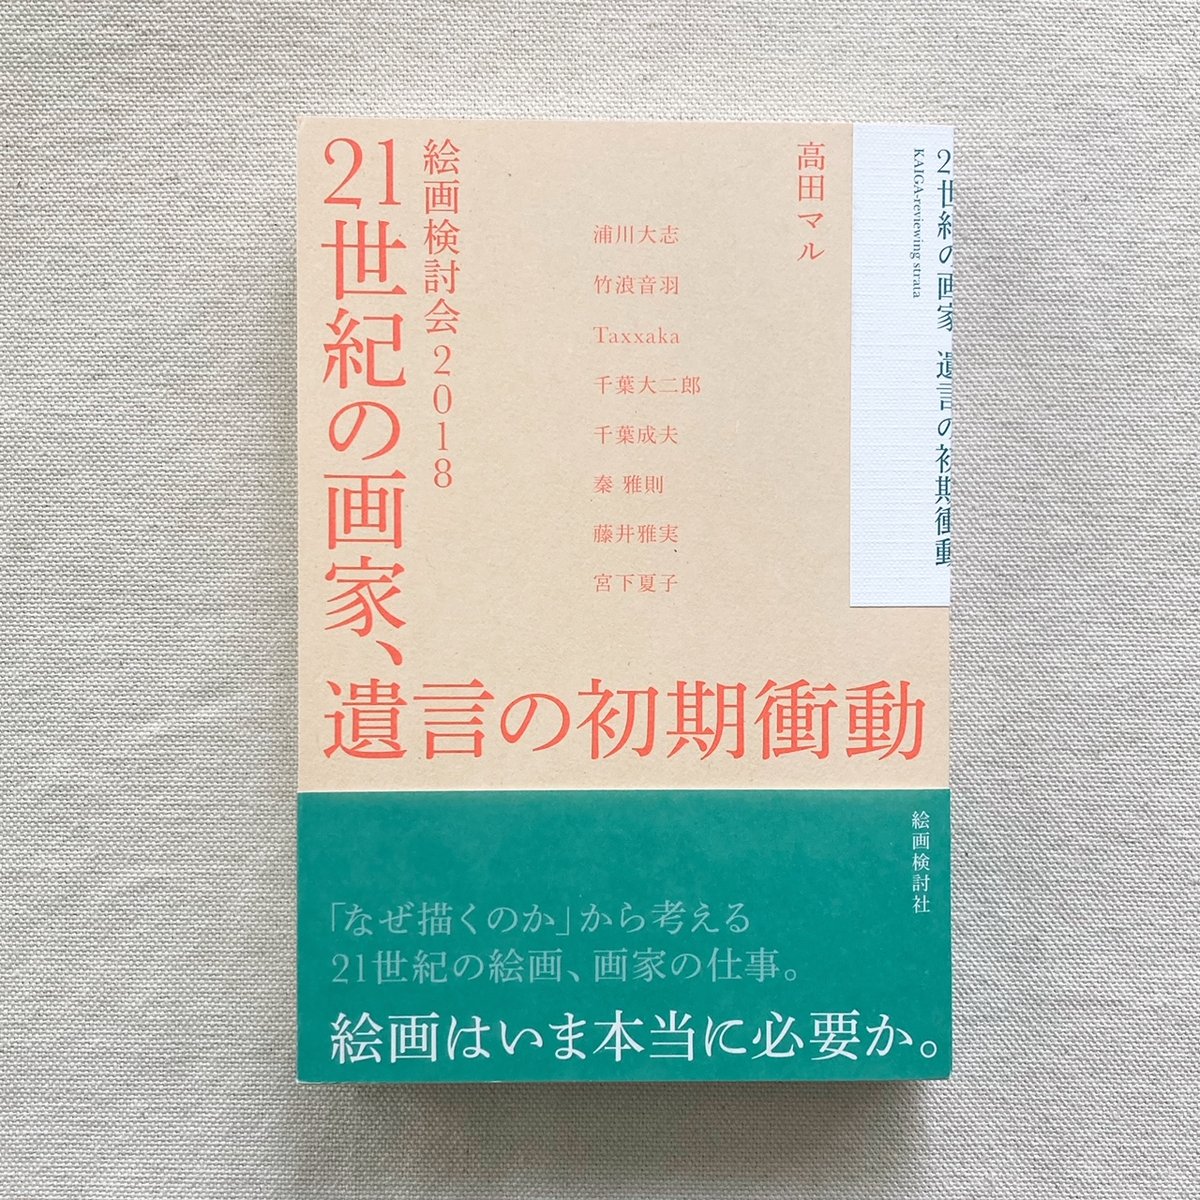 21世紀の画家、
遺言の初期衝動
絵画検討会2018
高田マル
浦川大志
竹浪音羽
Taxxaka
千葉大二郎
千葉成夫
秦 雅則
藤井雅実
宮下夏子
21世紀の画家 遺言の初期衝動
KAIGA-reviewing strata
絵画検討社
「なぜ描くのか」から考える
21世紀の絵画、画家の仕事。
絵画はいま本当に必要か。